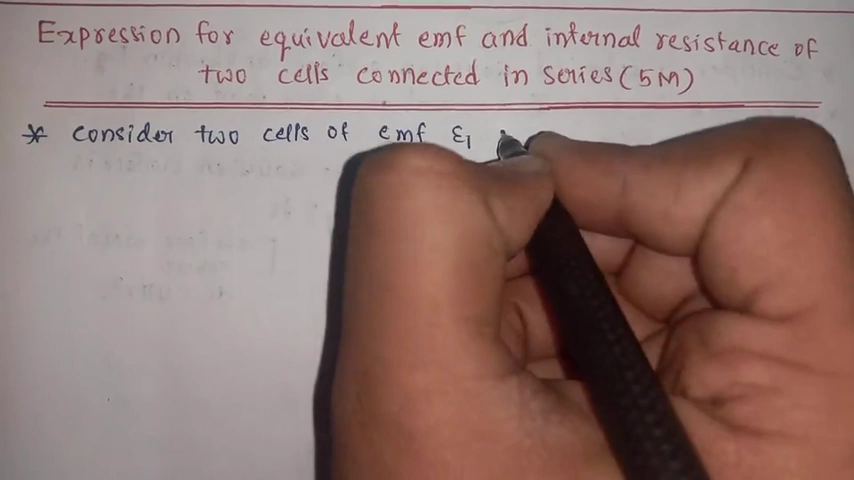 Expression for equivalent emf and internal resistance of
two cells connected in series (5M)
* consider two cells of emf ε1